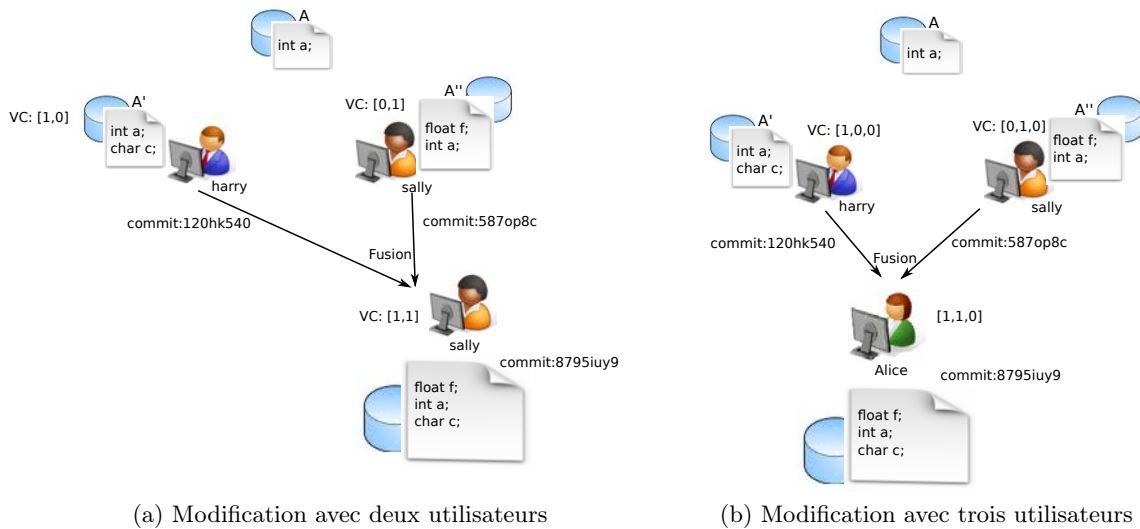 A
int a;
VC: [1,0]
A'
int a;
char c;
harry
VC: [0,1]
A''
float f;
int a;
sally
commit:120hk540
commit:587op8c
Fusion
VC: [1,1]
sally
commit:8795iuy9
float f;
int a;
char c;
(a) Modification avec deux utilisateurs
A
int a;
A'
int a;
char c;
VC: [1,0,0]
harry
VC: [0,1,0]
A''
float f;
int a;
sally
commit:120hk540
commit:587op8c
Fusion
[1,1,0]
Alice
commit:8795iuy9
float f;
int a;
char c;
(b) Modification avec trois utilisateurs